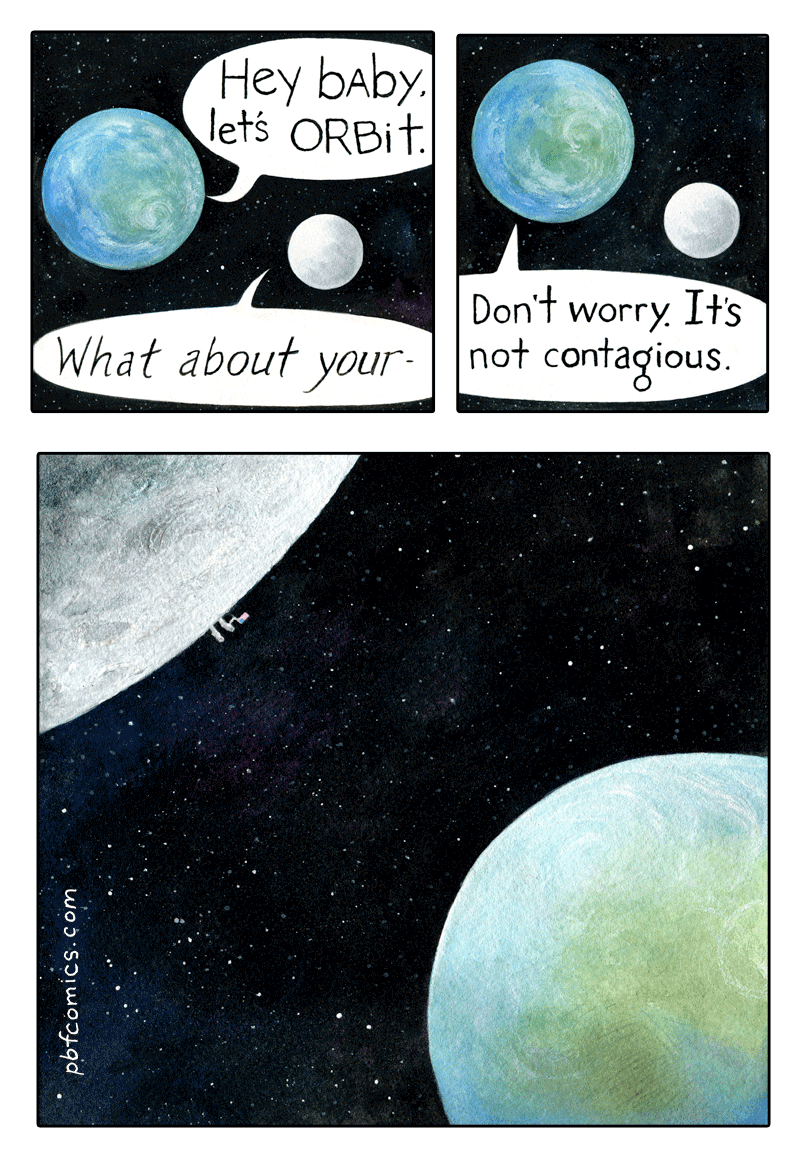 Hey bAby,
let's ORBit.
What about your-
Don't worry. It's
not contagious.
pbfcomics.com